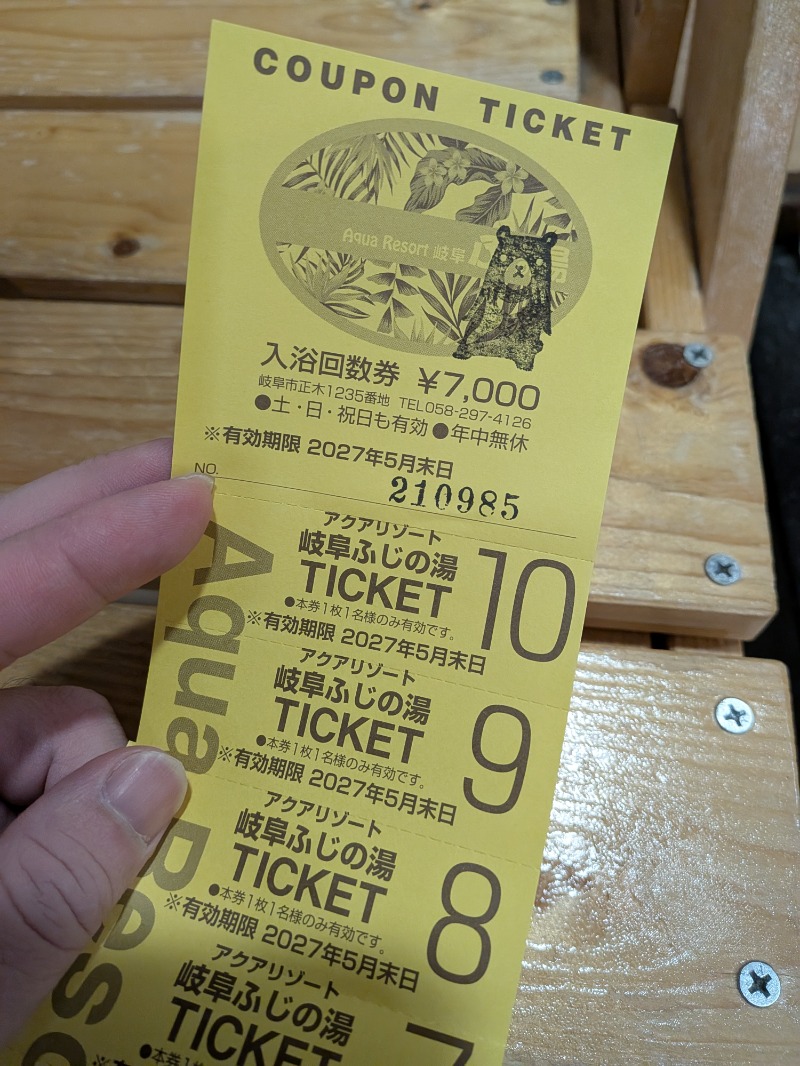 COUPON TICKET
Aqua Resort 岐阜
入浴回数券 ¥7,000
岐阜市正木1235番地 TEL058-297-4126
●土・日・祝日も有効●年中無休
※有効期限 2027年5月末日
NO.
210985
アクアリゾート
岐阜ふじの湯
TICKET
10
●本券1枚1名様のみ有効です。
※有効期限 2027年5月末日
アクアリゾート
岐阜ふじの湯
TICKET
9
●本券1枚1名様のみ有効です。
※有効期限 2027年5月末日
アクアリゾート
岐阜ふじの湯
TICKET
8
●本券1枚1名様のみ有効です。
※有効期限 2027年5月末日
アクアリゾート
岐阜ふじの湯
TICKET
7
●本券1
Aqua Reso